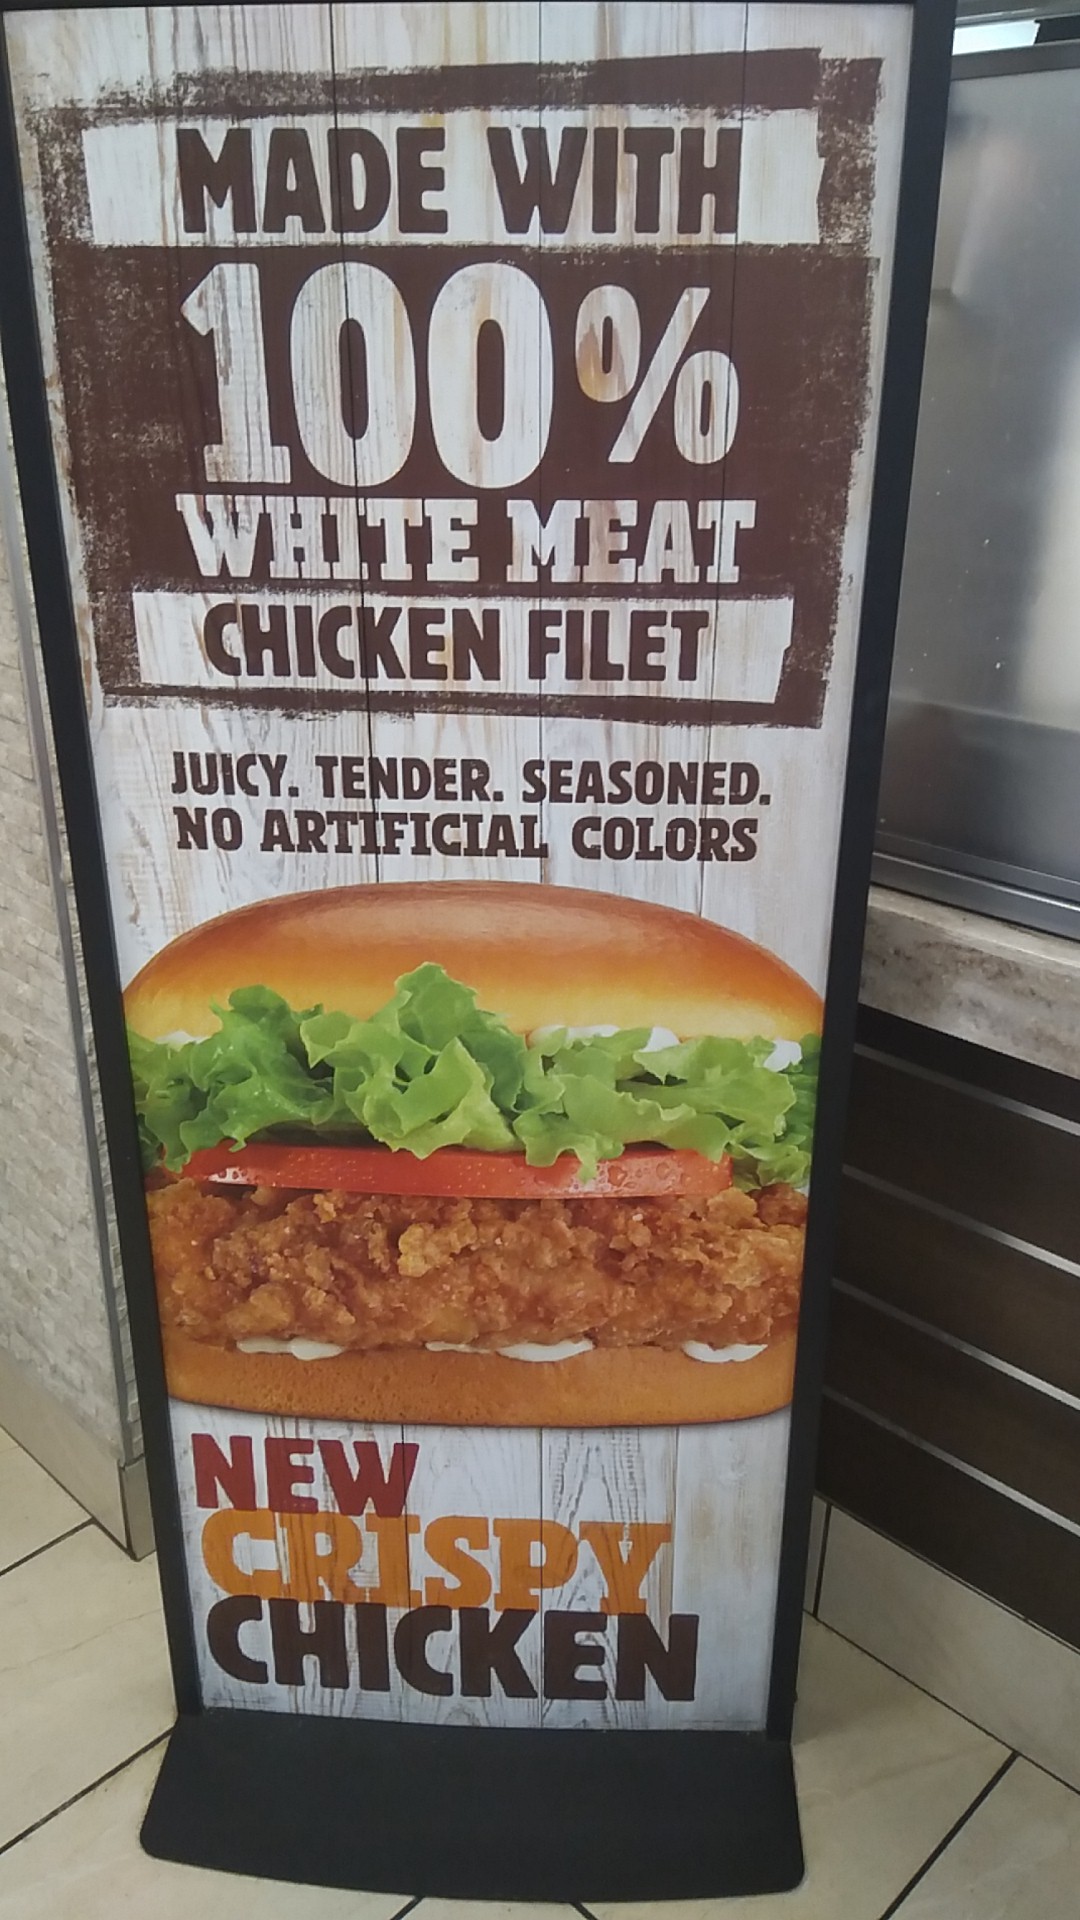 MADE WITH
100%
WHITE MEAT
CHICKEN FILET
JUICY. TENDER. SEASONED.
NO ARTIFICIAL COLORS
NEW
CRISPY
CHICKEN